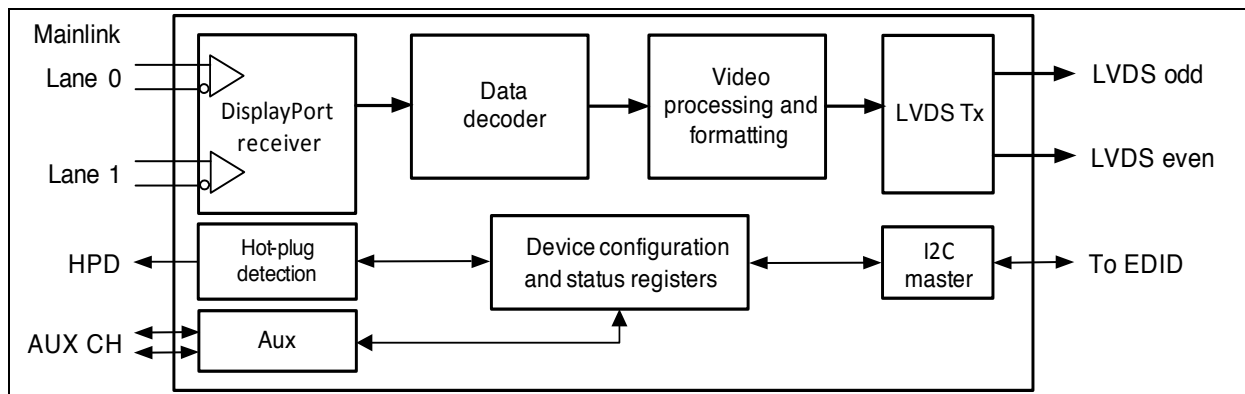 Mainlink
Lane 0
Lane 1
DisplayPort
receiver
Data
decoder
Video
processing and
formatting
LVDS Tx
LVDS odd
LVDS even
HPD
Hot-plug
detection
Device configuration
and status registers
I2C
master
To EDID
AUX CH
Aux